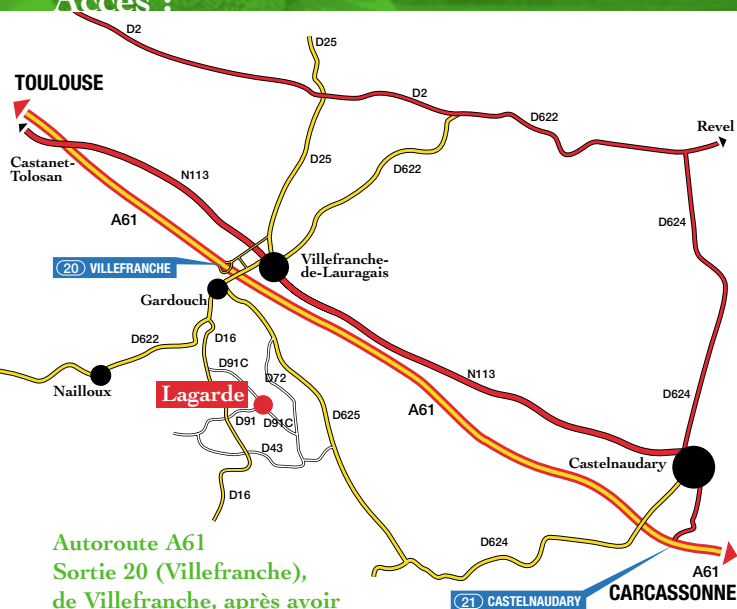 Accès :
D2
D25
TOULOUSE
D2
D622
Revel
Castanet-
Tolosan
N113
D25
D622
A61
D624
20 VILLEFRANCHE
Villefranche-
de-Lauragais
Gardouch
D622
D16
D91C
D72
N113
Nailloux
Lagarde
A61
D624
D91
D91C
D625
D43
Castelnaudary
D16
D624
A61
21 CASTELNAUDARY
CARCASSONNE
Autoroute A61
Sortie 20 (Villefranche),
de Villefranche, après avoir